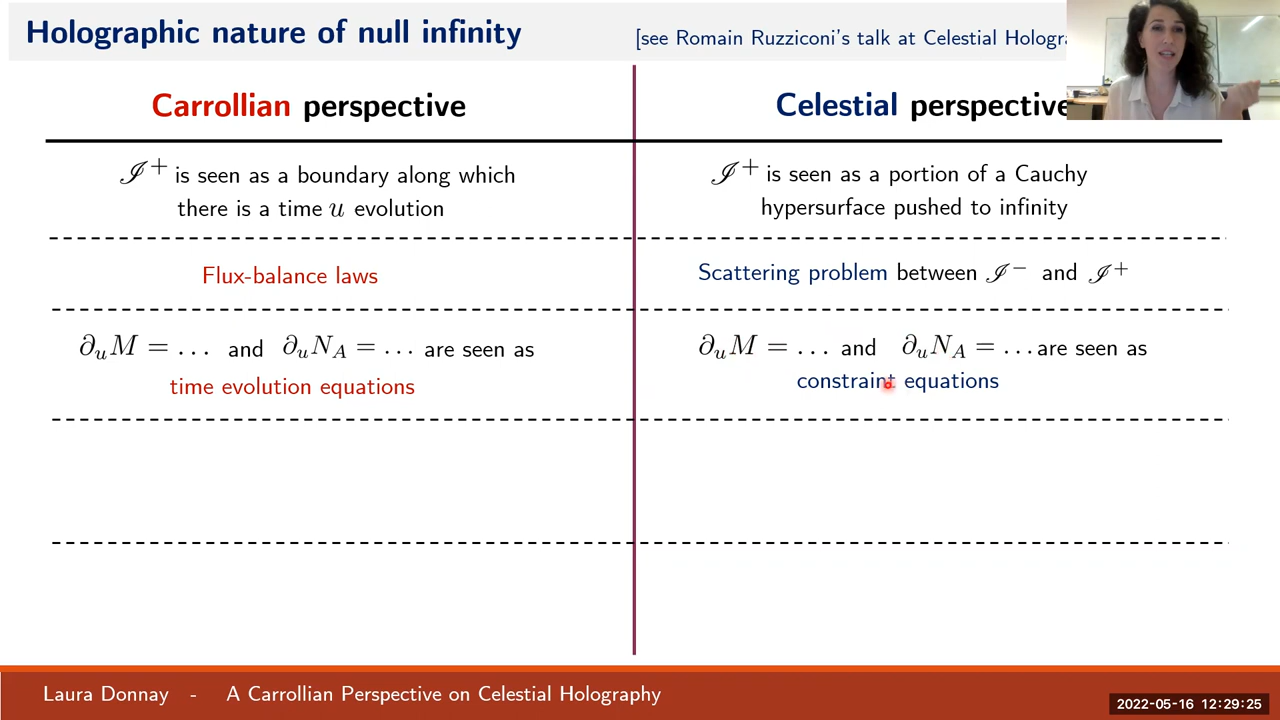 Holographic nature of null infinity
[see Romain Ruzziconi's talk at Celestial
Carrollian perspective
ℐ⁺ is seen as a boundary along which
there is a time u evolution
Flux-balance laws
∂ᵤM = ... and ∂ᵤN_A = ... are seen as
time evolution equations
Celestial perspective
ℐ⁺ is seen as a portion of a Cauchy
hypersurface pushed to infinity
Scattering problem between ℐ⁻ and ℐ⁺
∂ᵤM = ... and ∂ᵤN_A = ... are seen as
constraint equations
Laura Donnay - A Carrollian Perspective on Celestial Holography
2022-05-16 12:29:25